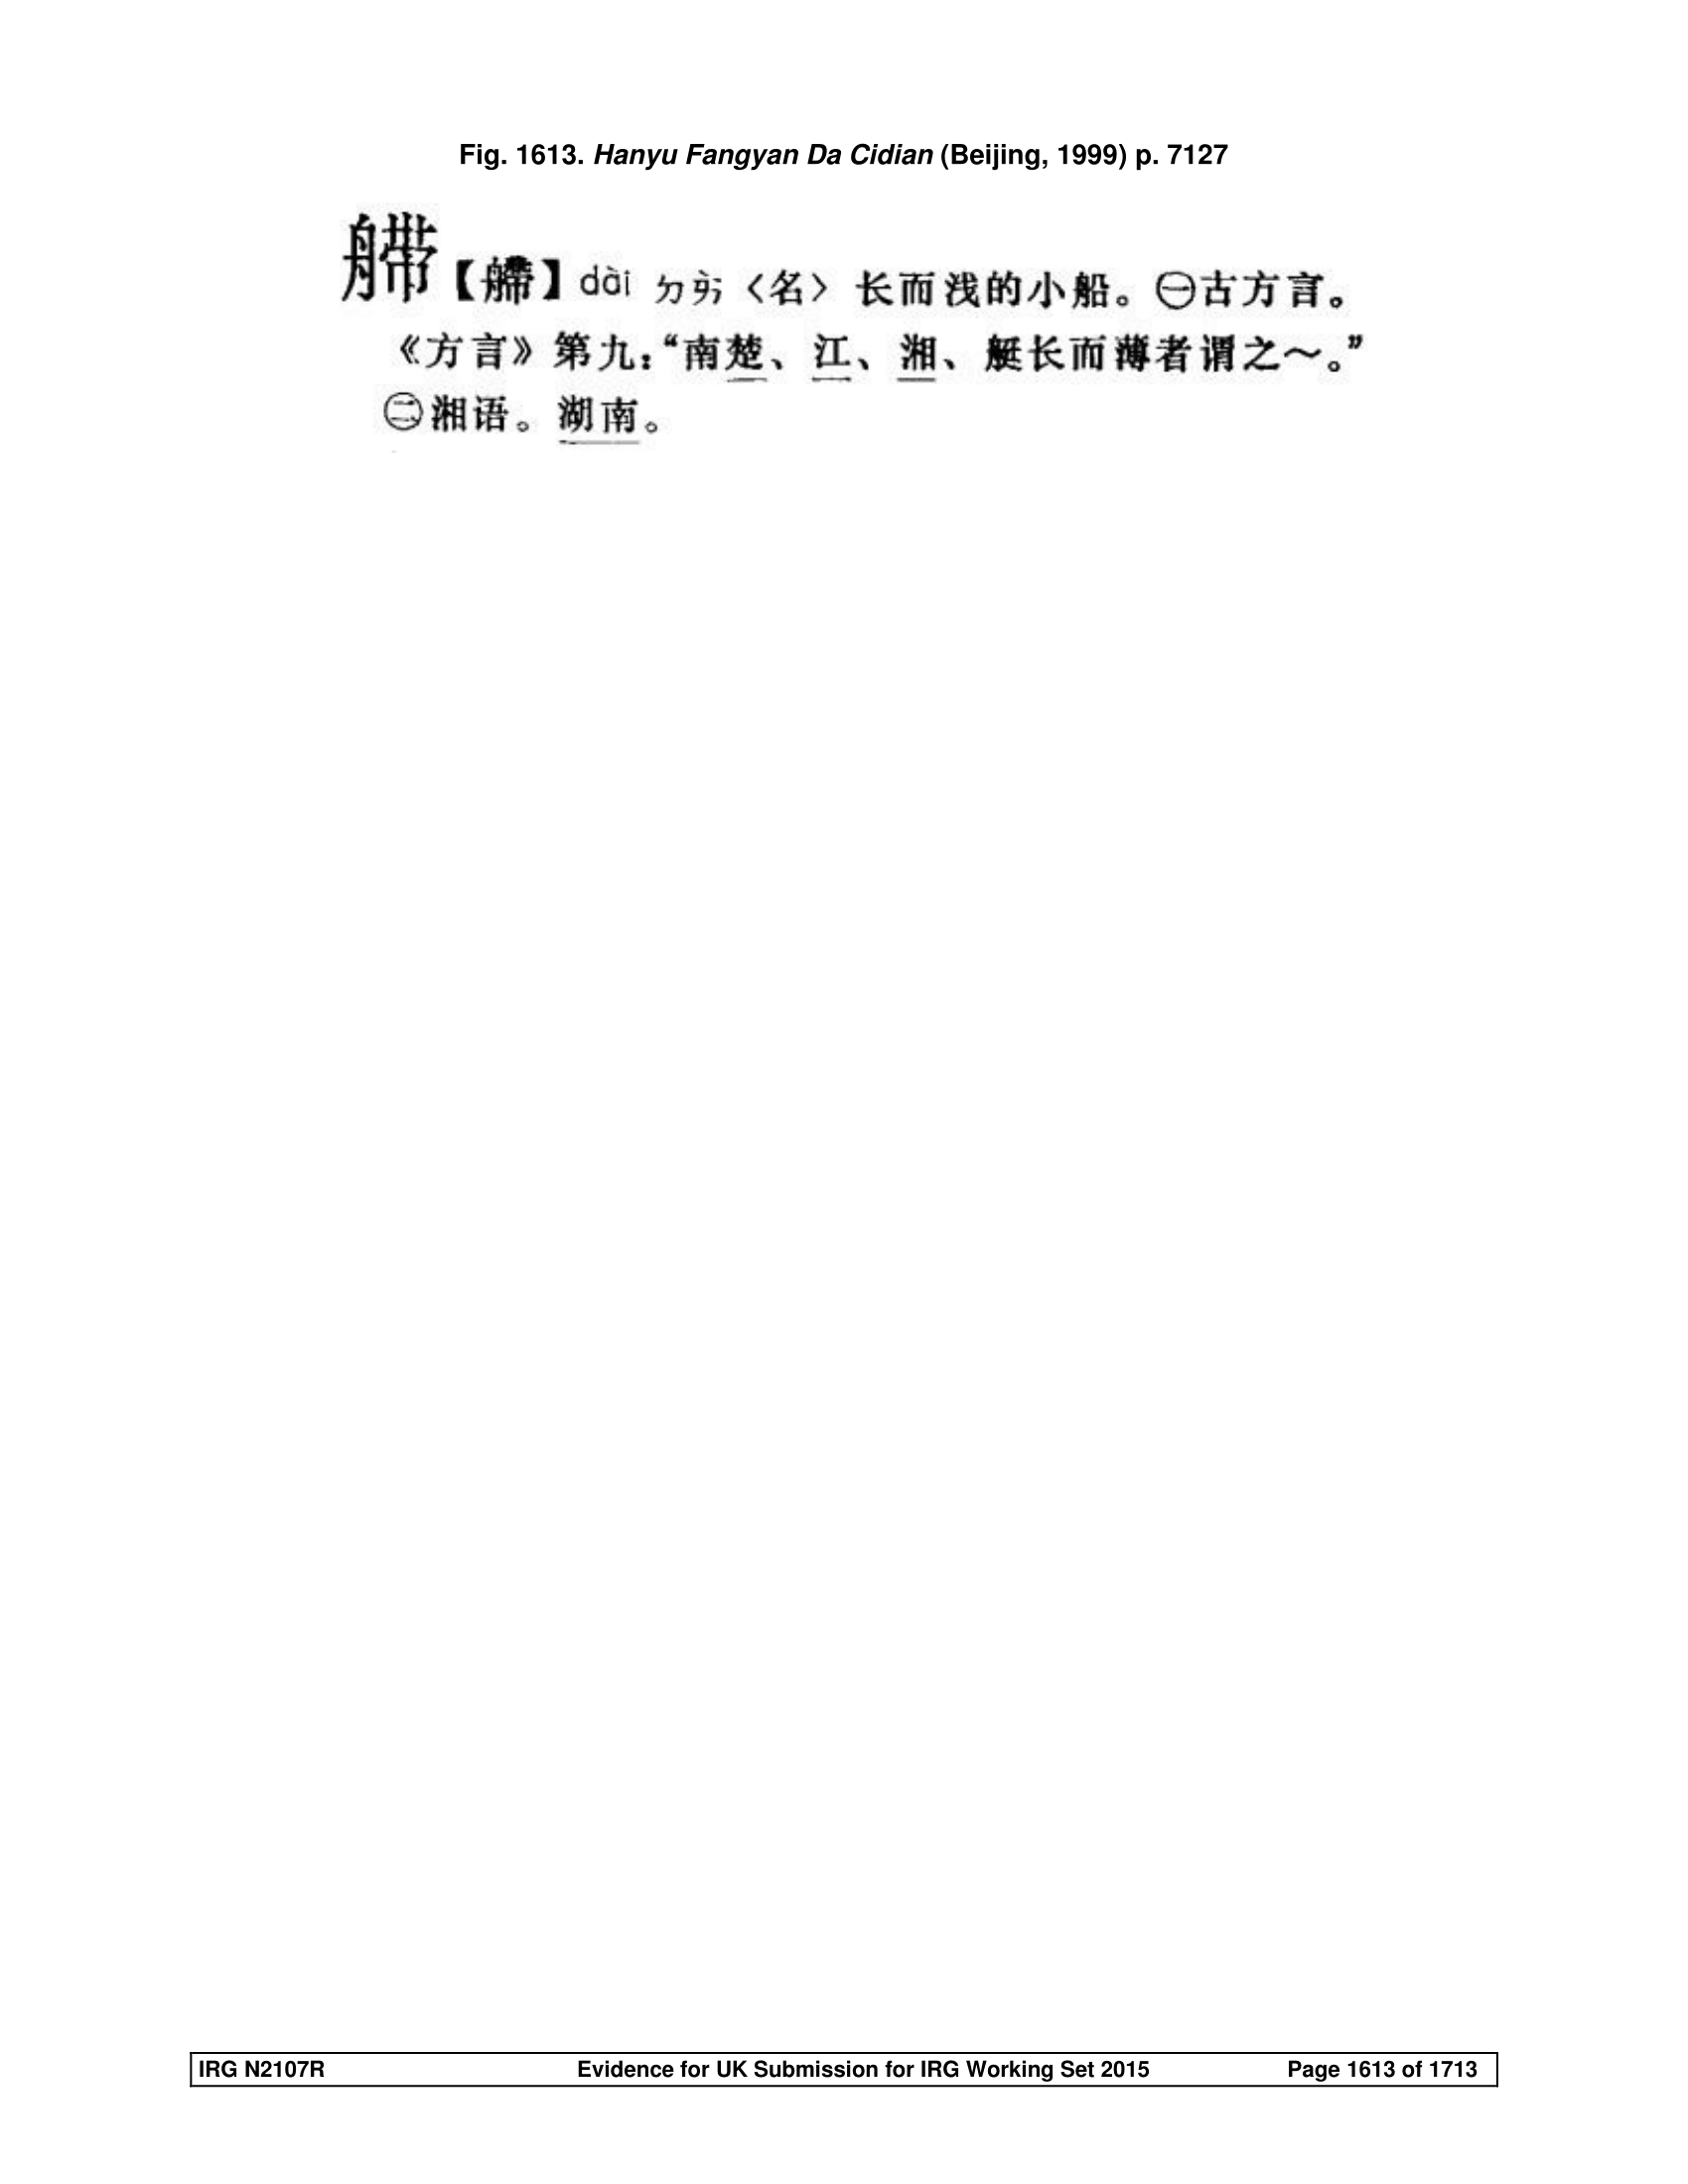 Fig. 1613. Hanyu Fangyan Da Cidian (Beijing, 1999) p. 7127
⿰舟带【艜】dài ㄉㄞˋ〈名〉长而浅的小船。㊀古方言。
《方言》第九：“南楚、江、湘、艇长而薄者谓之～。”
㊁湘语。湖南。
IRG N2107R Evidence for UK Submission for IRG Working Set 2015 Page 1613 of 1713